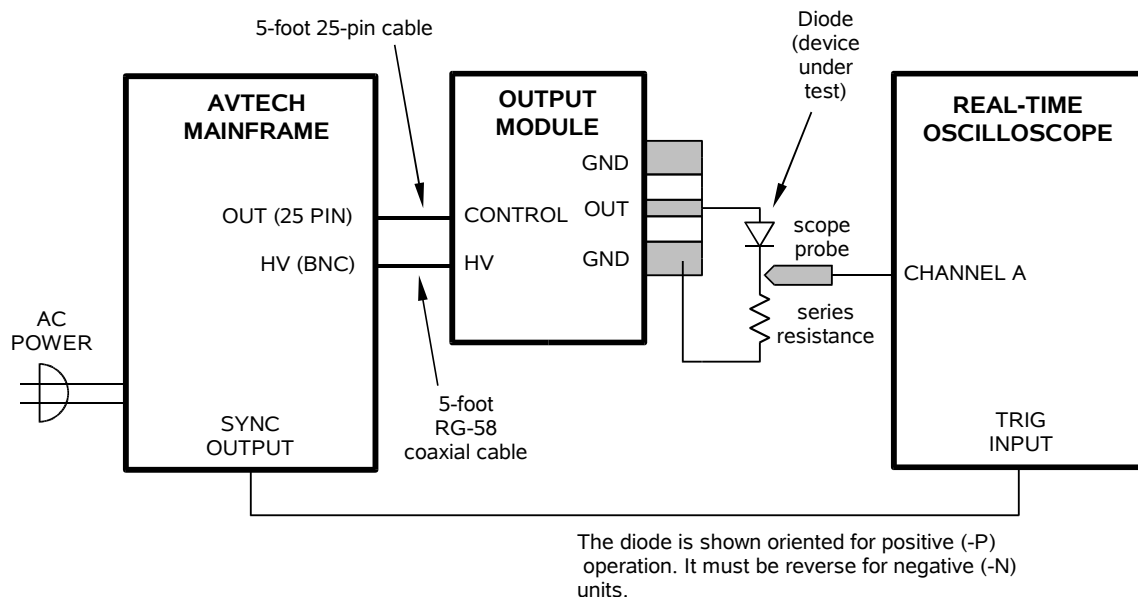 5-foot 25-pin cable
Diode
(device
under
test)
AVTECH
MAINFRAME
OUTPUT
MODULE
REAL-TIME
OSCILLOSCOPE
GND
OUT (25 PIN)
CONTROL
OUT
HV (BNC)
HV
GND
scope
probe
CHANNEL A
series
resistance
AC
POWER
5-foot
RG-58
coaxial cable
SYNC
OUTPUT
TRIG
INPUT
The diode is shown oriented for positive (-P)
operation. It must be reverse for negative (-N)
units.